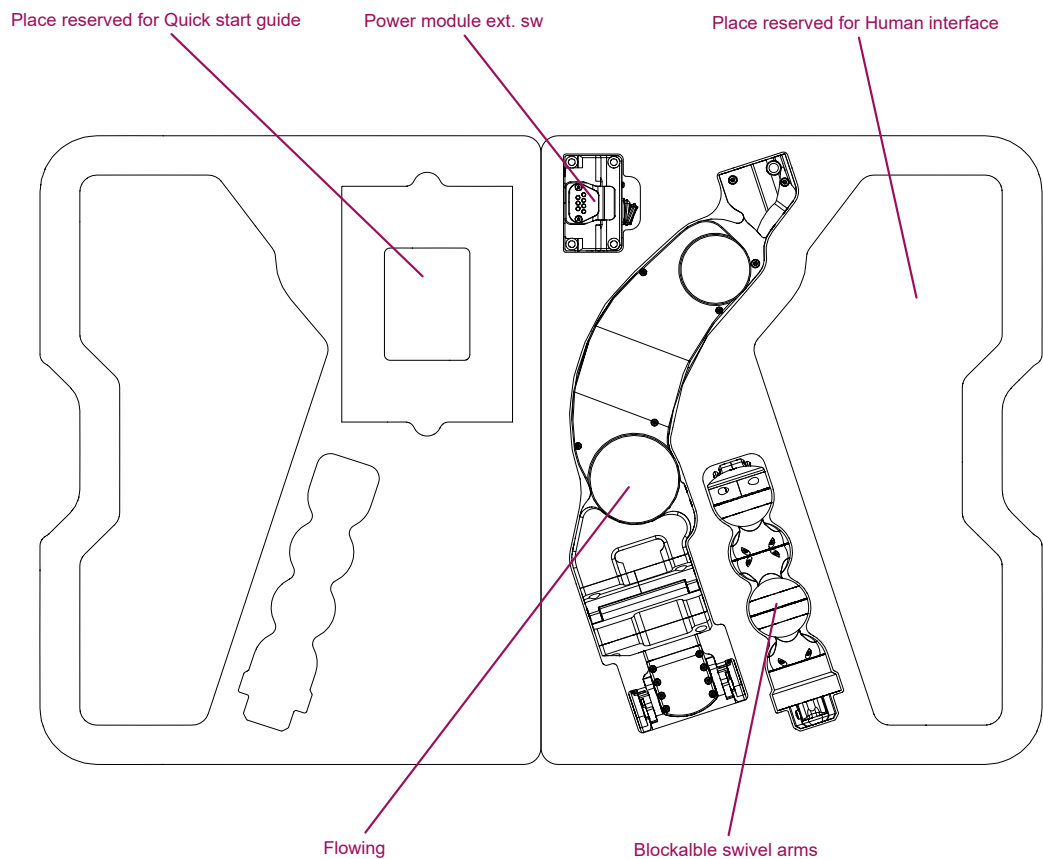 Place reserved for Quick start guide
Power module ext. sw
Place reserved for Human interface
Flowing
Blockalble swivel arms